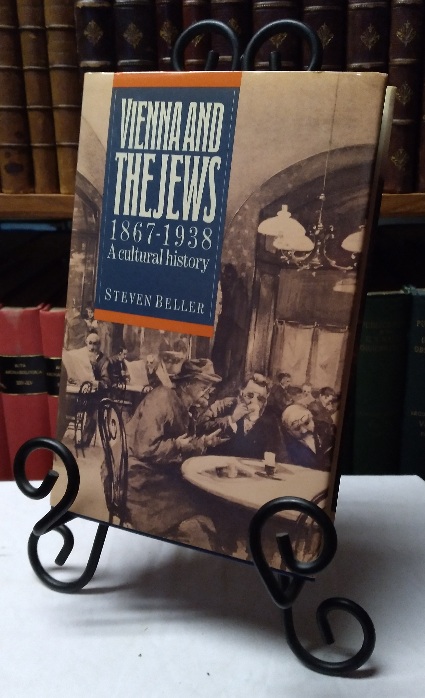 VIENNA AND
THE JEWS
1867-1938
A cultural history
STEVEN BELLER